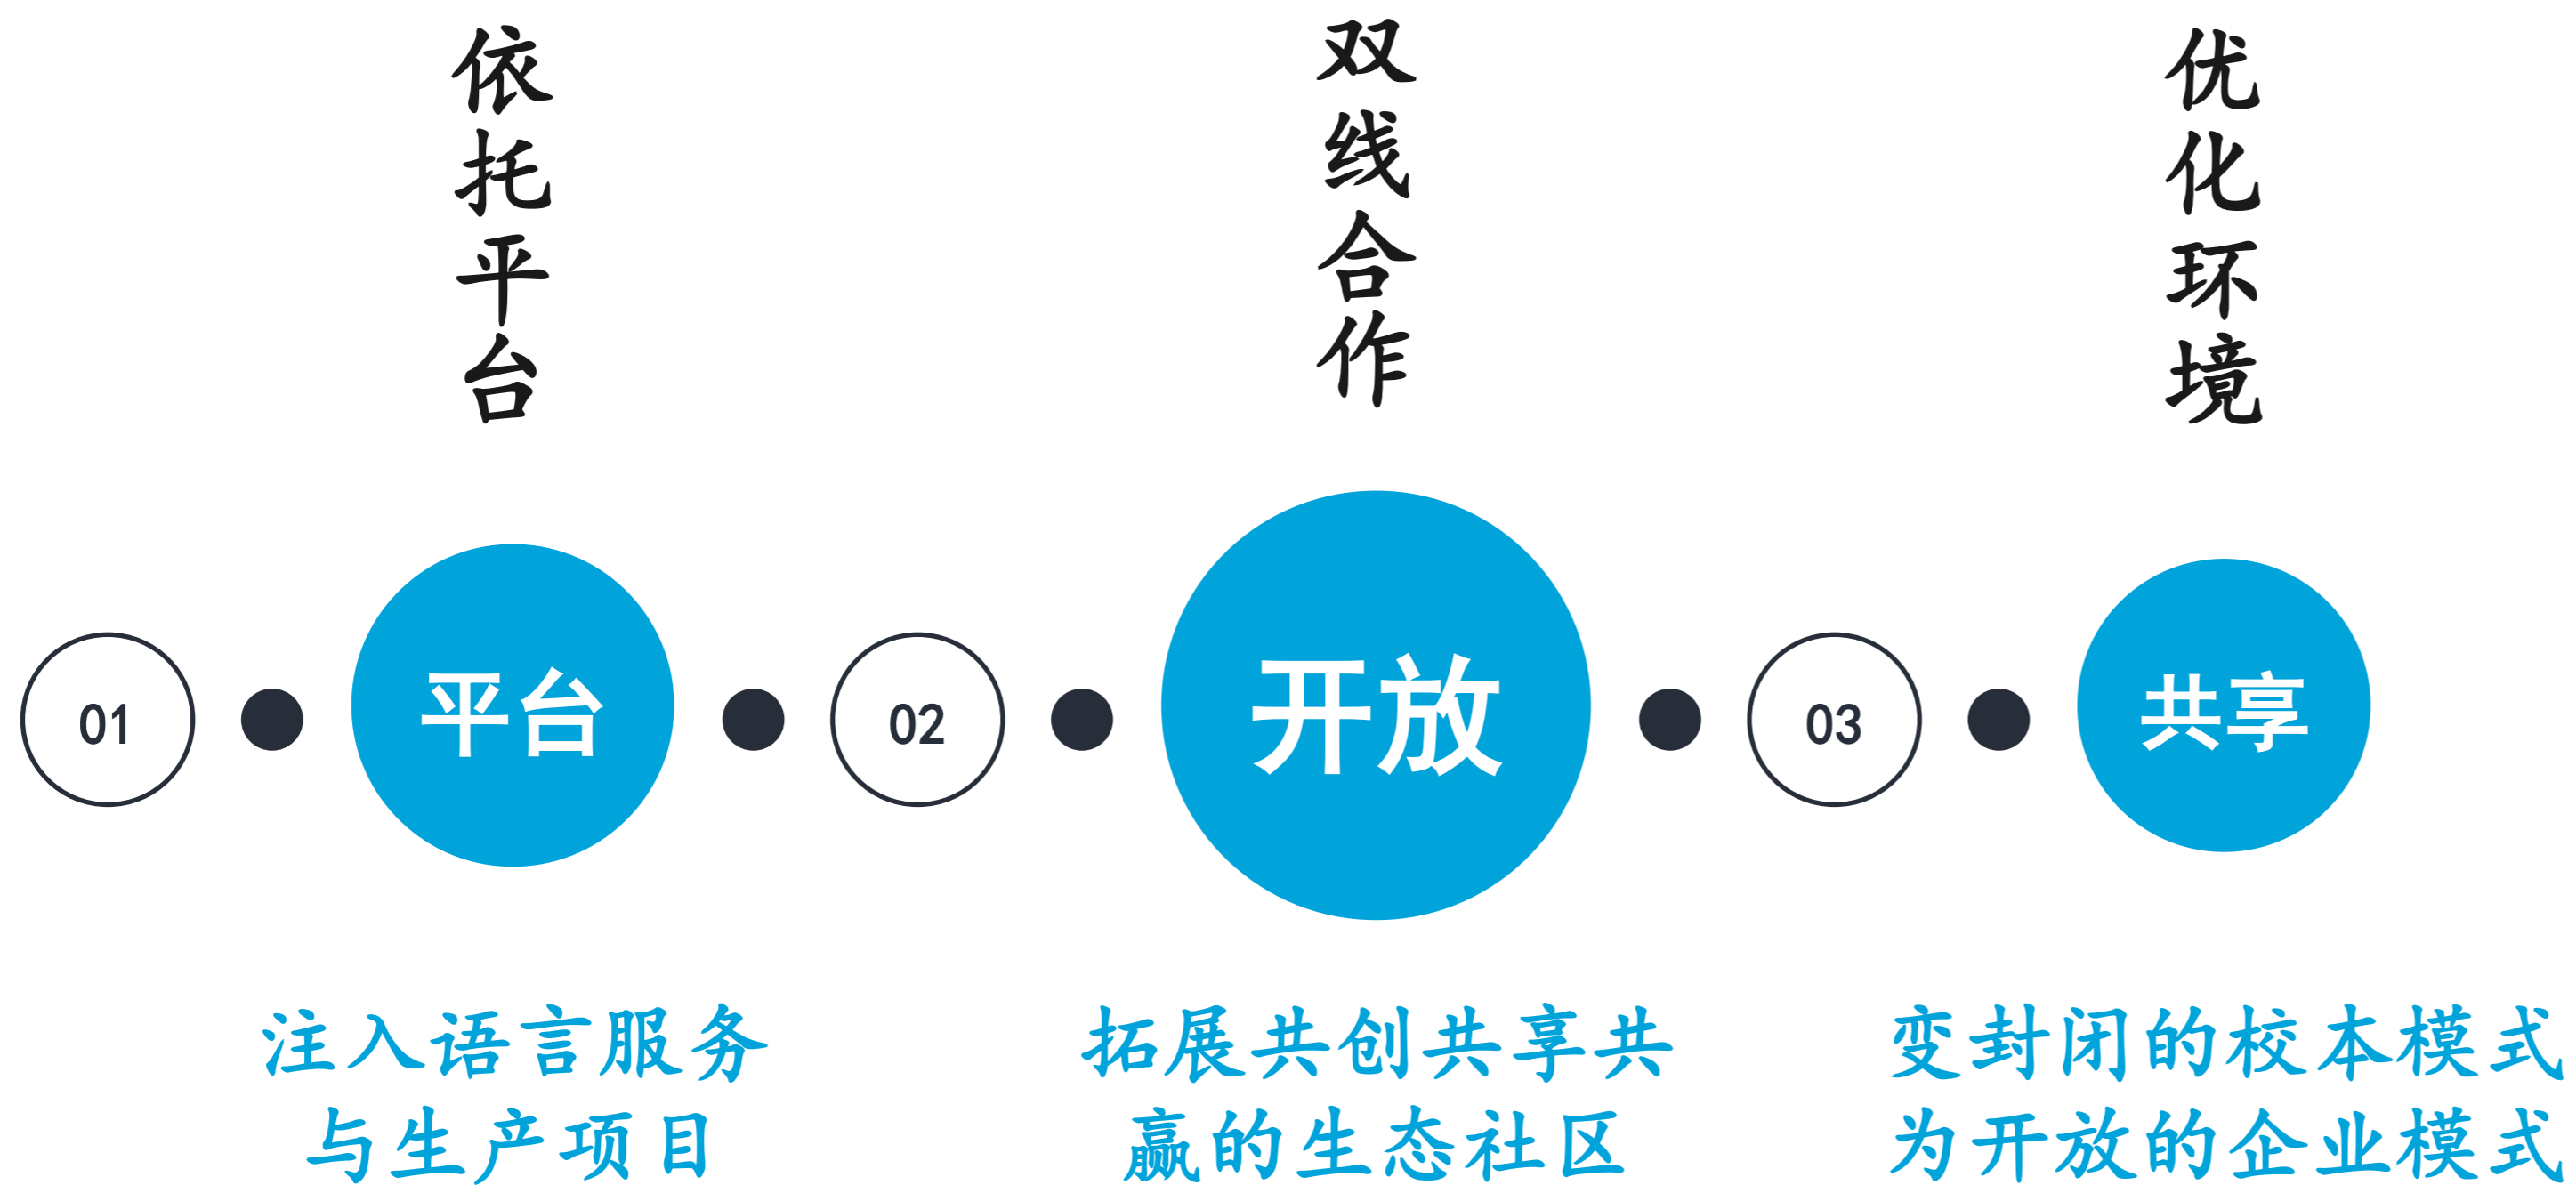 依托平台
双线合作
优化环境
01
平台
02
开放
03
共享
注入语言服务
与生产项目
拓展共创共享共
赢的生态社区
变封闭的校本模式
为开放的企业模式